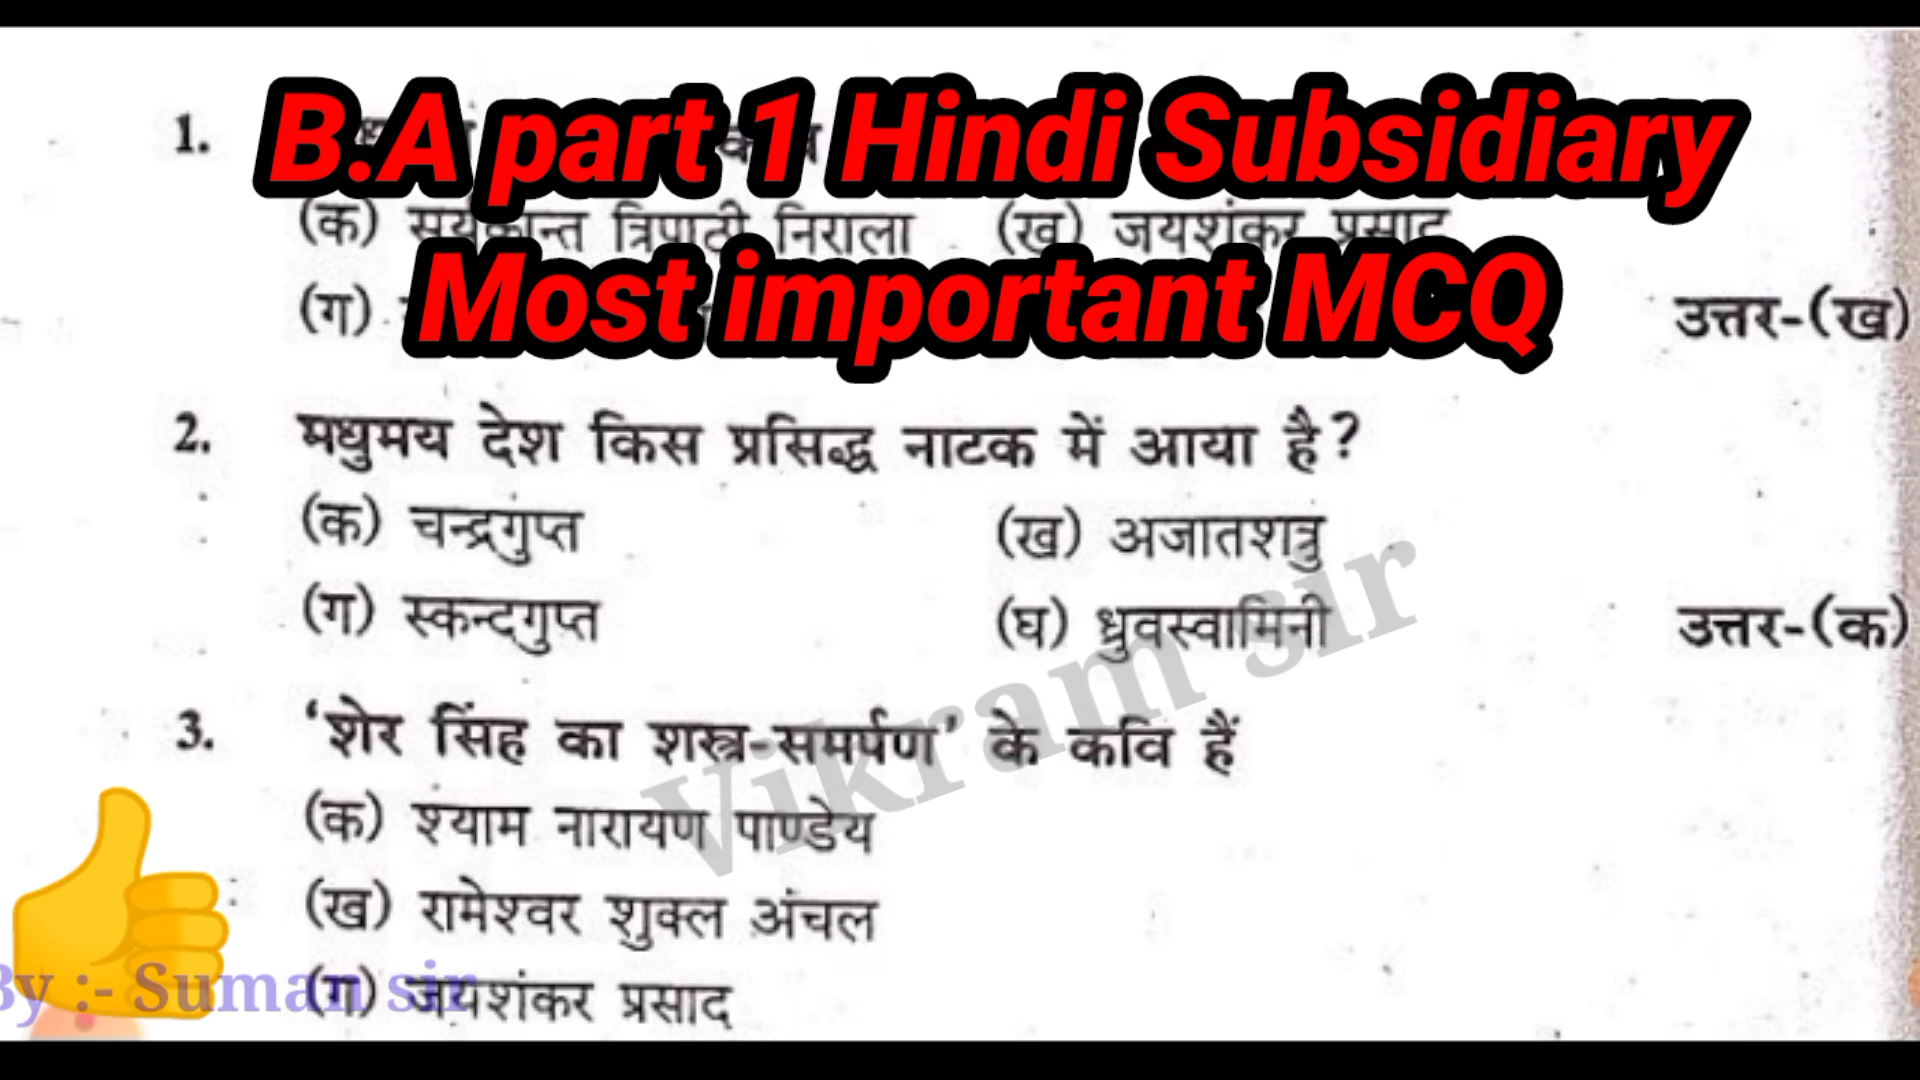 B.A part 1 Hindi Subsidiary
1.
(क) सूर्यकान्त त्रिपाठी निराला (ख) जयशंकर प्रसाद
Most important MCQ
(ग) उत्तर-(ख)
2. मधुमय देश किस प्रसिद्ध नाटक में आया है?
(क) चन्द्रगुप्त (ख) अजातशत्रु
(ग) स्कन्दगुप्त (घ) ध्रुवस्वामिनी उत्तर-(क)
3. ‘शेर सिंह का शस्त्र-समर्पण’ के कवि हैं
(क) श्याम नारायण पाण्डेय
(ख) रामेश्वर शुक्ल अंचल
(ग) जयशंकर प्रसाद
Vikram sir
By :- Suman sir